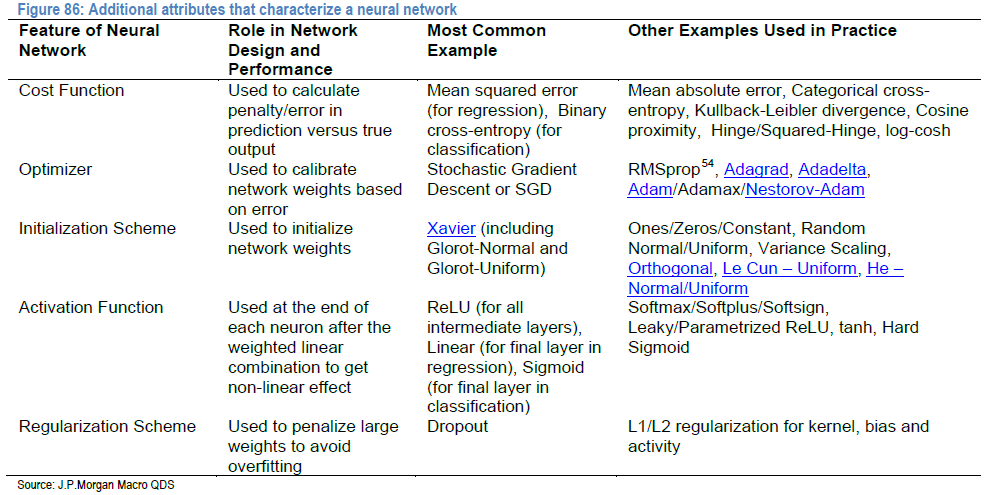 Figure 86: Additional attributes that characterize a neural network
Feature of Neural Network
Role in Network Design and Performance
Most Common Example
Other Examples Used in Practice
Cost Function
Used to calculate
penalty/error in
prediction versus true
output
Mean squared error
(for regression), Binary
cross-entropy (for
classification)
Mean absolute error, Categorical cross-
entropy, Kullback-Leibler divergence, Cosine
proximity, Hinge/Squared-Hinge, log-cosh
Optimizer
Used to calibrate
network weights based
on error
Stochastic Gradient
Descent or SGD
RMSprop54, Adagrad, Adadelta,
Adam/Adamax/Nestorov-Adam
Initialization Scheme
Used to initialize
network weights
Xavier (including
Glorot-Normal and
Glorot-Uniform)
Ones/Zeros/Constant, Random
Normal/Uniform, Variance Scaling,
Orthogonal, Le Cun – Uniform, He –
Normal/Uniform
Activation Function
Used at the end of
each neuron after the
weighted linear
combination to get
non-linear effect
ReLU (for all
intermediate layers),
Linear (for final layer in
regression), Sigmoid
(for final layer in
classification)
Softmax/Softplus/Softsign,
Leaky/Parametrized ReLU, tanh, Hard
Sigmoid
Regularization Scheme
Used to penalize large
weights to avoid
overfitting
Dropout
L1/L2 regularization for kernel, bias and
activity
Source: J.P.Morgan Macro QDS